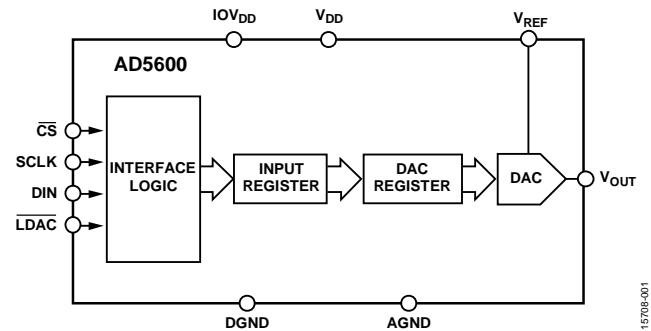 IOVDD
VDD
VREF
AD5600
CS
SCLK
DIN
LDAC
INTERFACE
LOGIC
INPUT
REGISTER
DAC
REGISTER
DAC
VOUT
DGND
AGND
15708-001